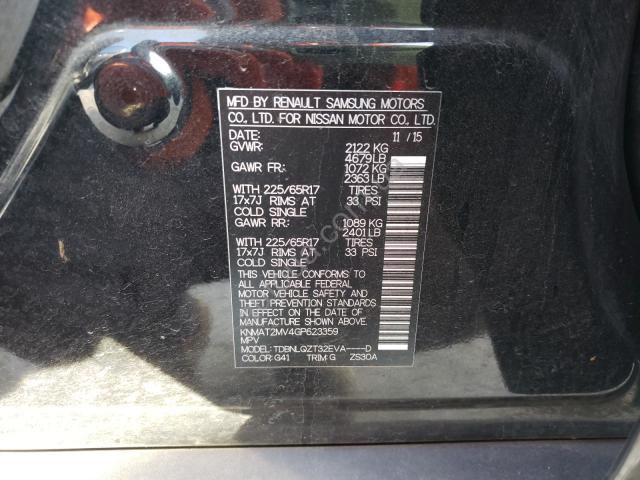 MFD BY RENAULT SAMSUNG MOTORS
CO., LTD. FOR NISSAN MOTOR CO., LTD.
DATE: 11 / 15
GVWR: 2122 KG
4679 LB
GAWR FR.: 1072 KG
2363 LB
WITH 225/65R17 TIRES
17x7J RIMS AT 33 PSI
COLD SINGLE
GAWR RR.: 1089 KG
2401 LB
WITH 225/65R17 TIRES
17x7J RIMS AT 33 PSI
COLD SINGLE
THIS VEHICLE CONFORMS TO
ALL APPLICABLE FEDERAL
MOTOR VEHICLE SAFETY AND
THEFT PREVENTION STANDARDS
IN EFFECT ON THE DATE OF
MANUFACTURE SHOWN ABOVE.
KNMAT2MV4GP623359
MPV
MODEL: TDBNLQZT32EVA----D
COLOR: G41 TRIM: G ZS30A